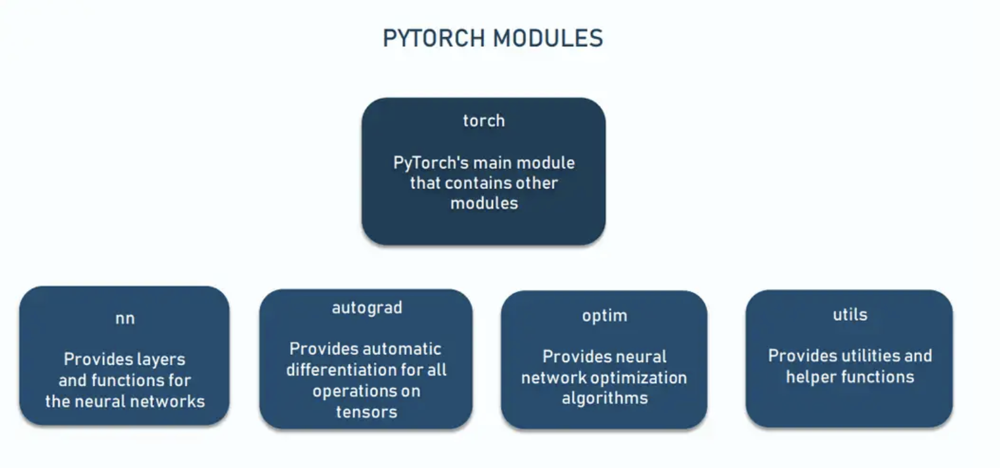 PYTORCH MODULES
torch
PyTorch's main module
that contains other
modules
nn
Provides layers
and functions for
the neural networks
autograd
Provides automatic
differentiation for all
operations on
tensors
optim
Provides neural
network optimization
algorithms
utils
Provides utilities and
helper functions